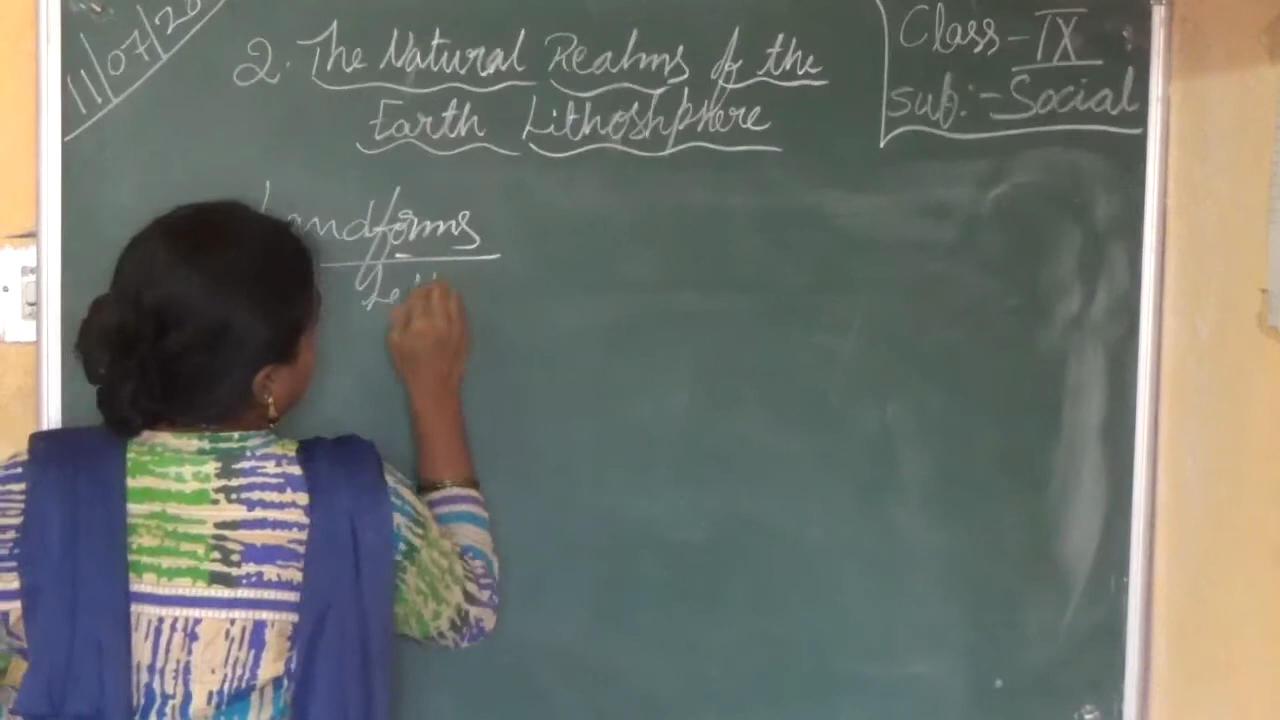 11/07/20
2. The Natural Realms of the
Earth Lithoshphere
Class - IX
sub:- Social
Landforms